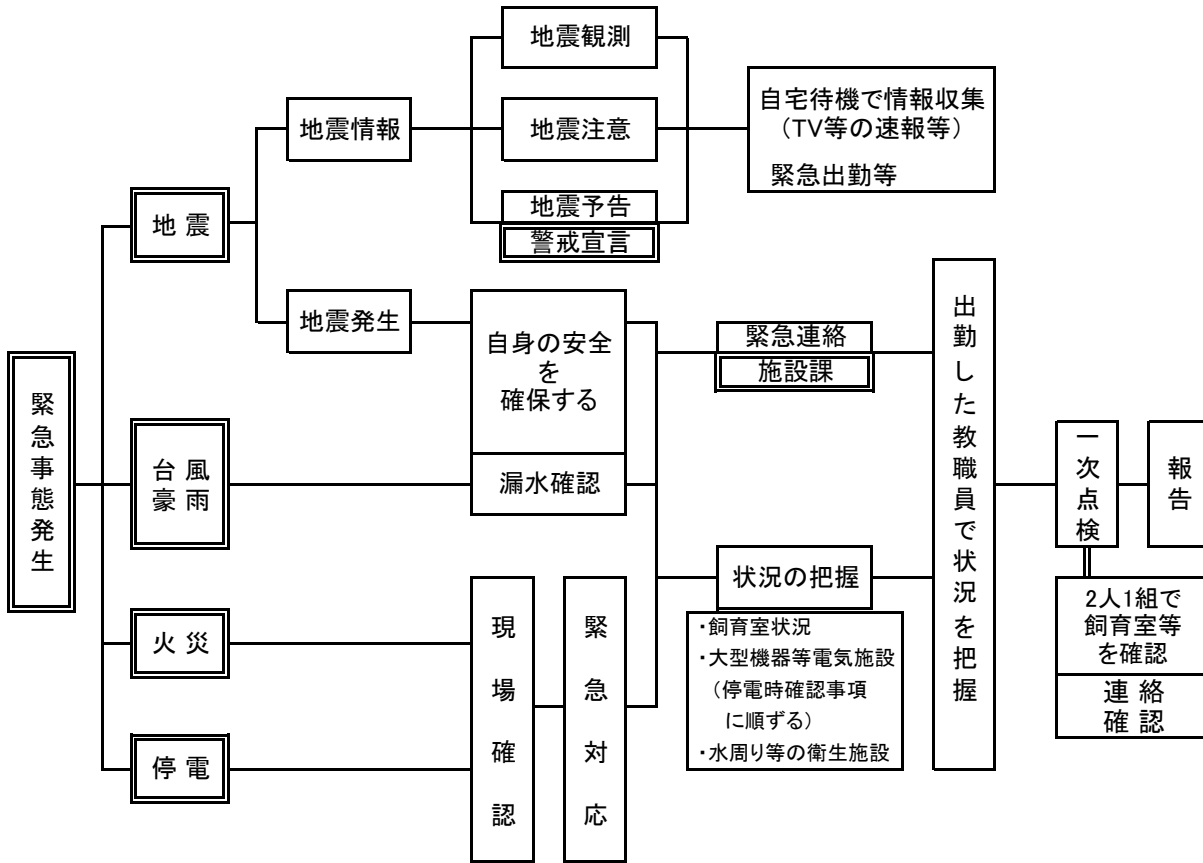 緊急事態発生
地 震
台 風
豪 雨
火 災
停 電
地震情報
地震発生
地震観測
地震注意
地震予告
警戒宣言
自宅待機で情報収集
（TV等の速報等）
緊急出勤等
自身の安全
を
確保する
漏水確認
現場確認
緊急対応
緊急連絡
施設課
状況の把握
・飼育室状況
・大型機器等電気施設
（停電時確認事項
に順ずる）
・水周り等の衛生施設
出勤した教職員で状況を把握
一次点検
2人1組で
飼育室等
を確認
連 絡
確 認
報告